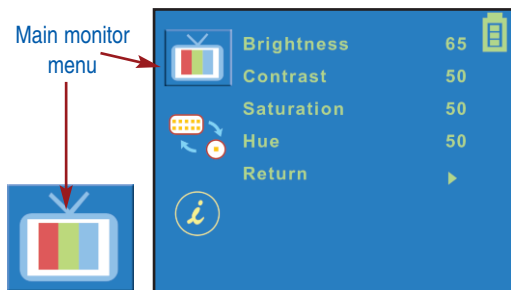 Main monitor
menu
Brightness 65
Contrast 50
Saturation 50
Hue 50
Return
i